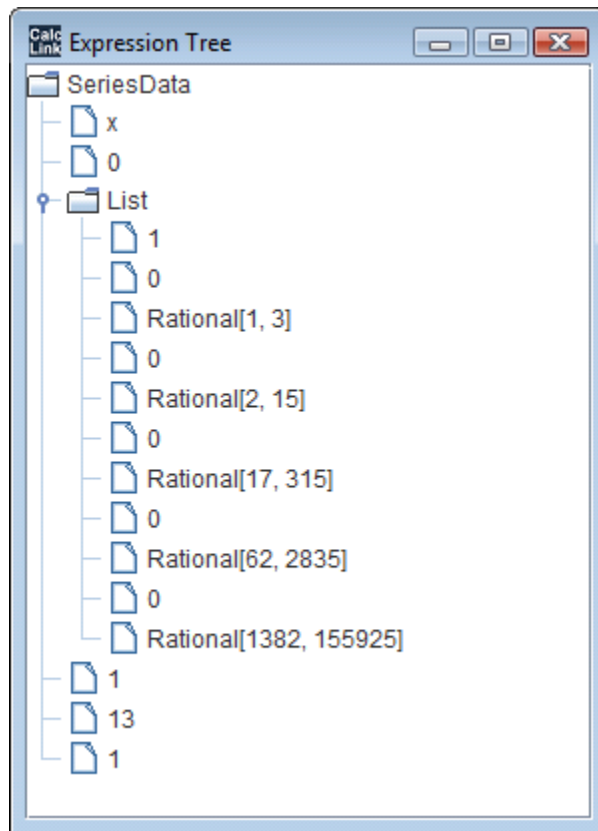 Calc Link Expression Tree
SeriesData
x
0
List
1
0
Rational[1, 3]
0
Rational[2, 15]
0
Rational[17, 315]
0
Rational[62, 2835]
0
Rational[1382, 155925]
1
13
1